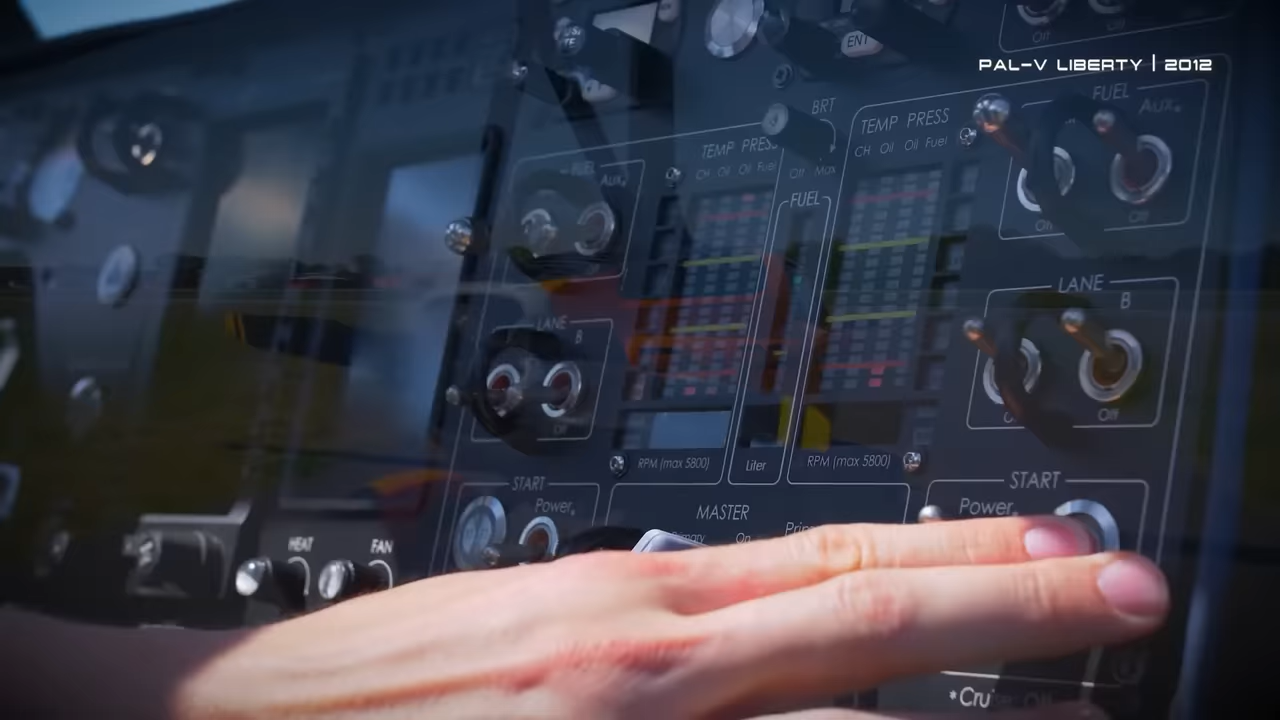 PAL-V LIBERTY | 2012
ENT
Off
Off
BRT
Off Max
FUEL
Aux.
Off
Off
TEMP PRESS
CH Oil Oil Fuel
TEMP PRESS
CH Oil Oil Fuel
FUEL
Aux.
FUEL
LANE
B
Off
LANE
B
Off
RPM (max 5800)
Liter
RPM (max 5800)
START
Power
START
Power
MASTER
On
HEAT
FAN